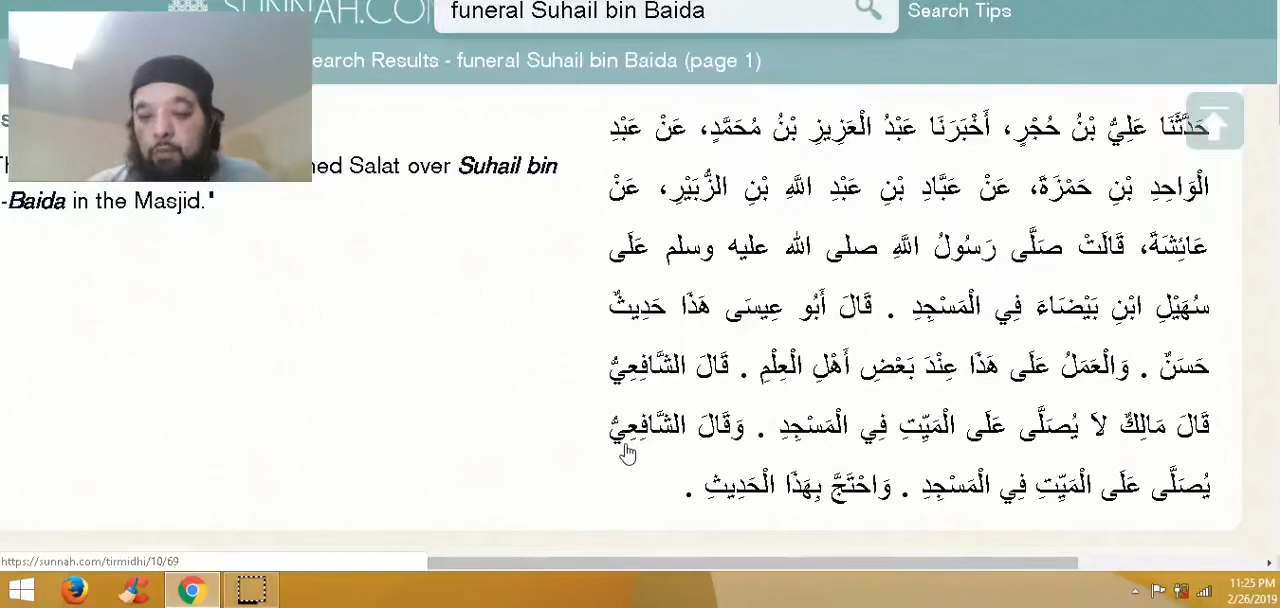 SUNNAH.COM
funeral Suhail bin Baida
Search Tips
earch Results - funeral Suhail bin Baida (page 1)
حَدَّثَنَا عَلِيُّ بْنُ حُجْرٍ، أَخْبَرَنَا عَبْدُ الْعَزِيزِ بْنُ مُحَمَّدٍ، عَنْ عَبْدِ
الْوَاحِدِ بْنِ حَمْزَةَ، عَنْ عَبَّادِ بْنِ عَبْدِ اللَّهِ بْنِ الزُّبَيْرِ، عَنْ
عَائِشَةَ، قَالَتْ صَلَّى رَسُولُ اللَّهِ صلى الله عليه وسلم عَلَى
سُهَيْلِ ابْنِ بَيْضَاءَ فِي الْمَسْجِدِ . قَالَ أَبُو عِيسَى هَذَا حَدِيثٌ
حَسَنٌ . وَالْعَمَلُ عَلَى هَذَا عِنْدَ بَعْضِ أَهْلِ الْعِلْمِ . قَالَ الشَّافِعِيُّ
قَالَ مَالِكٌ لاَ يُصَلَّى عَلَى الْمَيِّتِ فِي الْمَسْجِدِ . وَقَالَ الشَّافِعِيُّ
يُصَلَّى عَلَى الْمَيِّتِ فِي الْمَسْجِدِ . وَاحْتَجَّ بِهَذَا الْحَدِيثِ .
ned Salat over Suhail bin
-Baida in the Masjid."
https://sunnah.com/tirmidhi/10/69
11:25 PM
2/26/2019